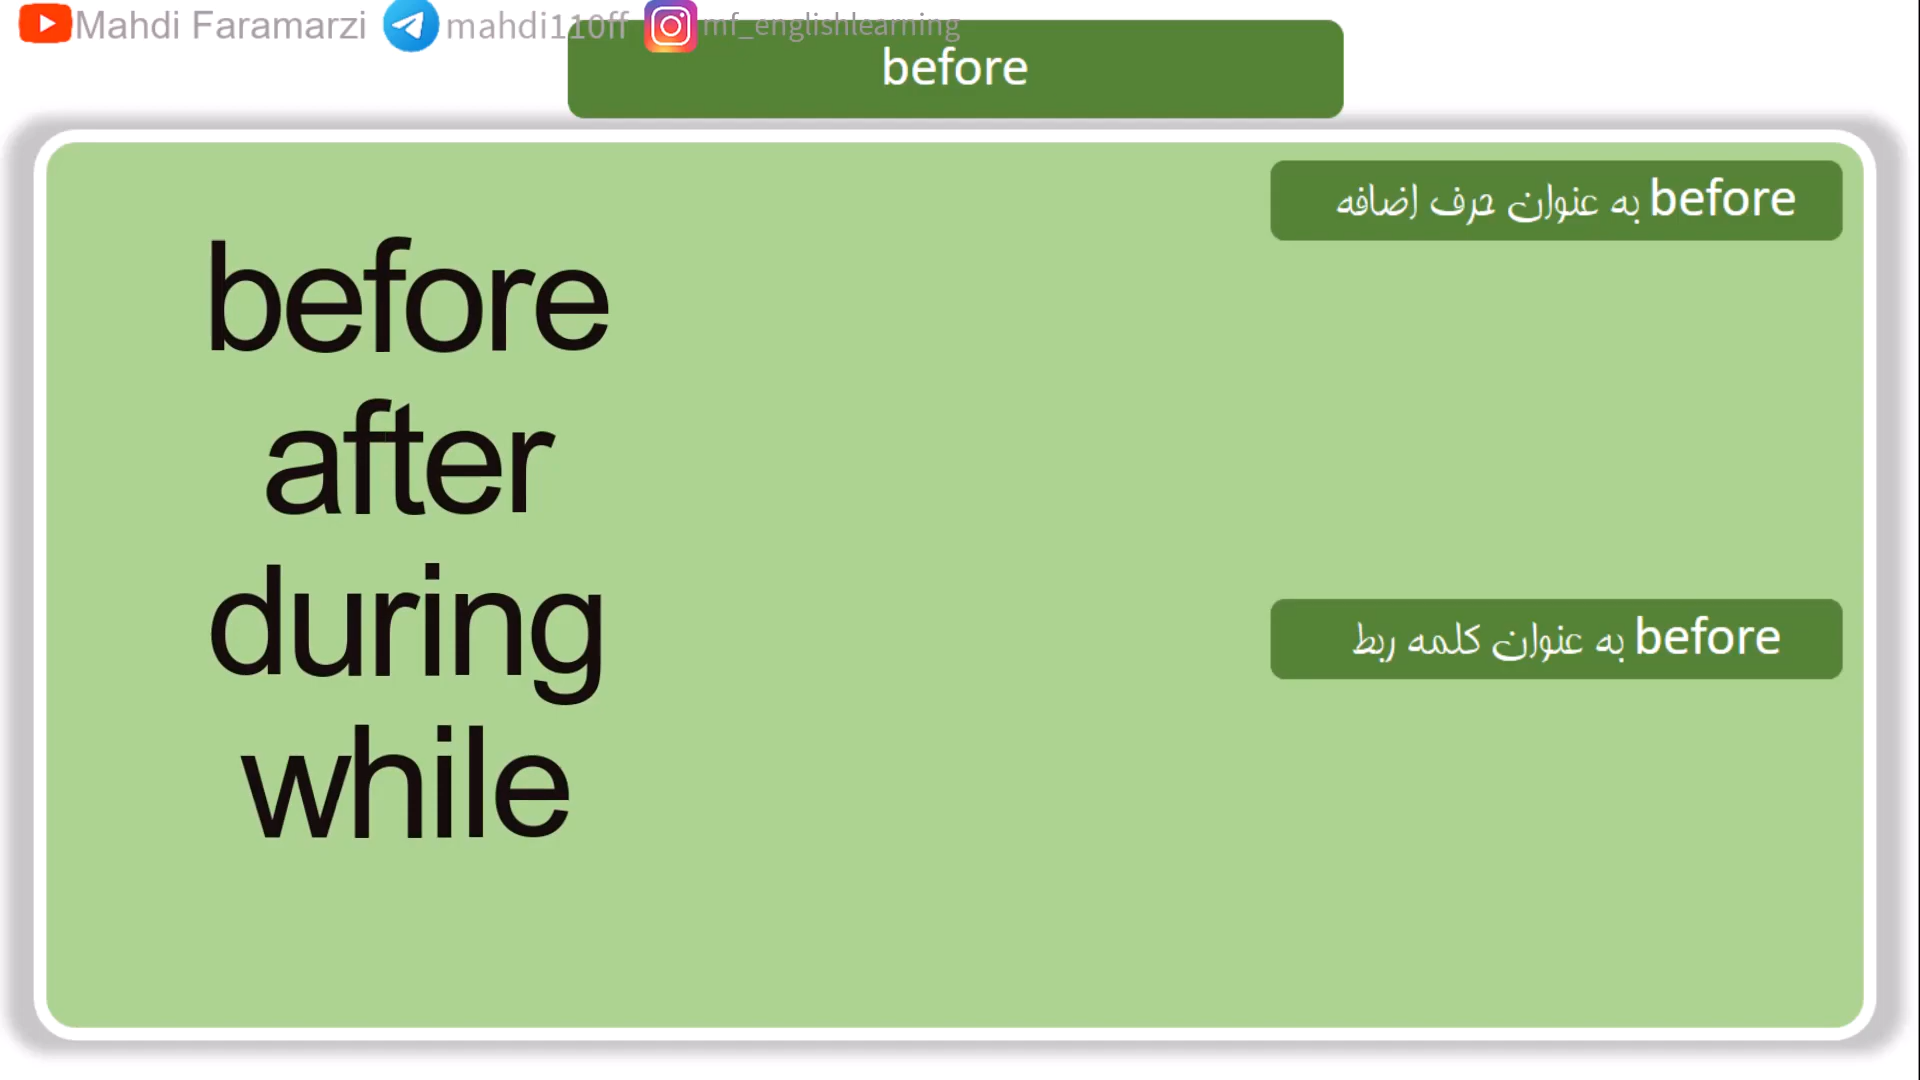 Mahdi Faramarzi mahdi110ff mf_englishlearning
before
before به عنوان حرف اضافه
before
after
during
while
before به عنوان کلمه ربط